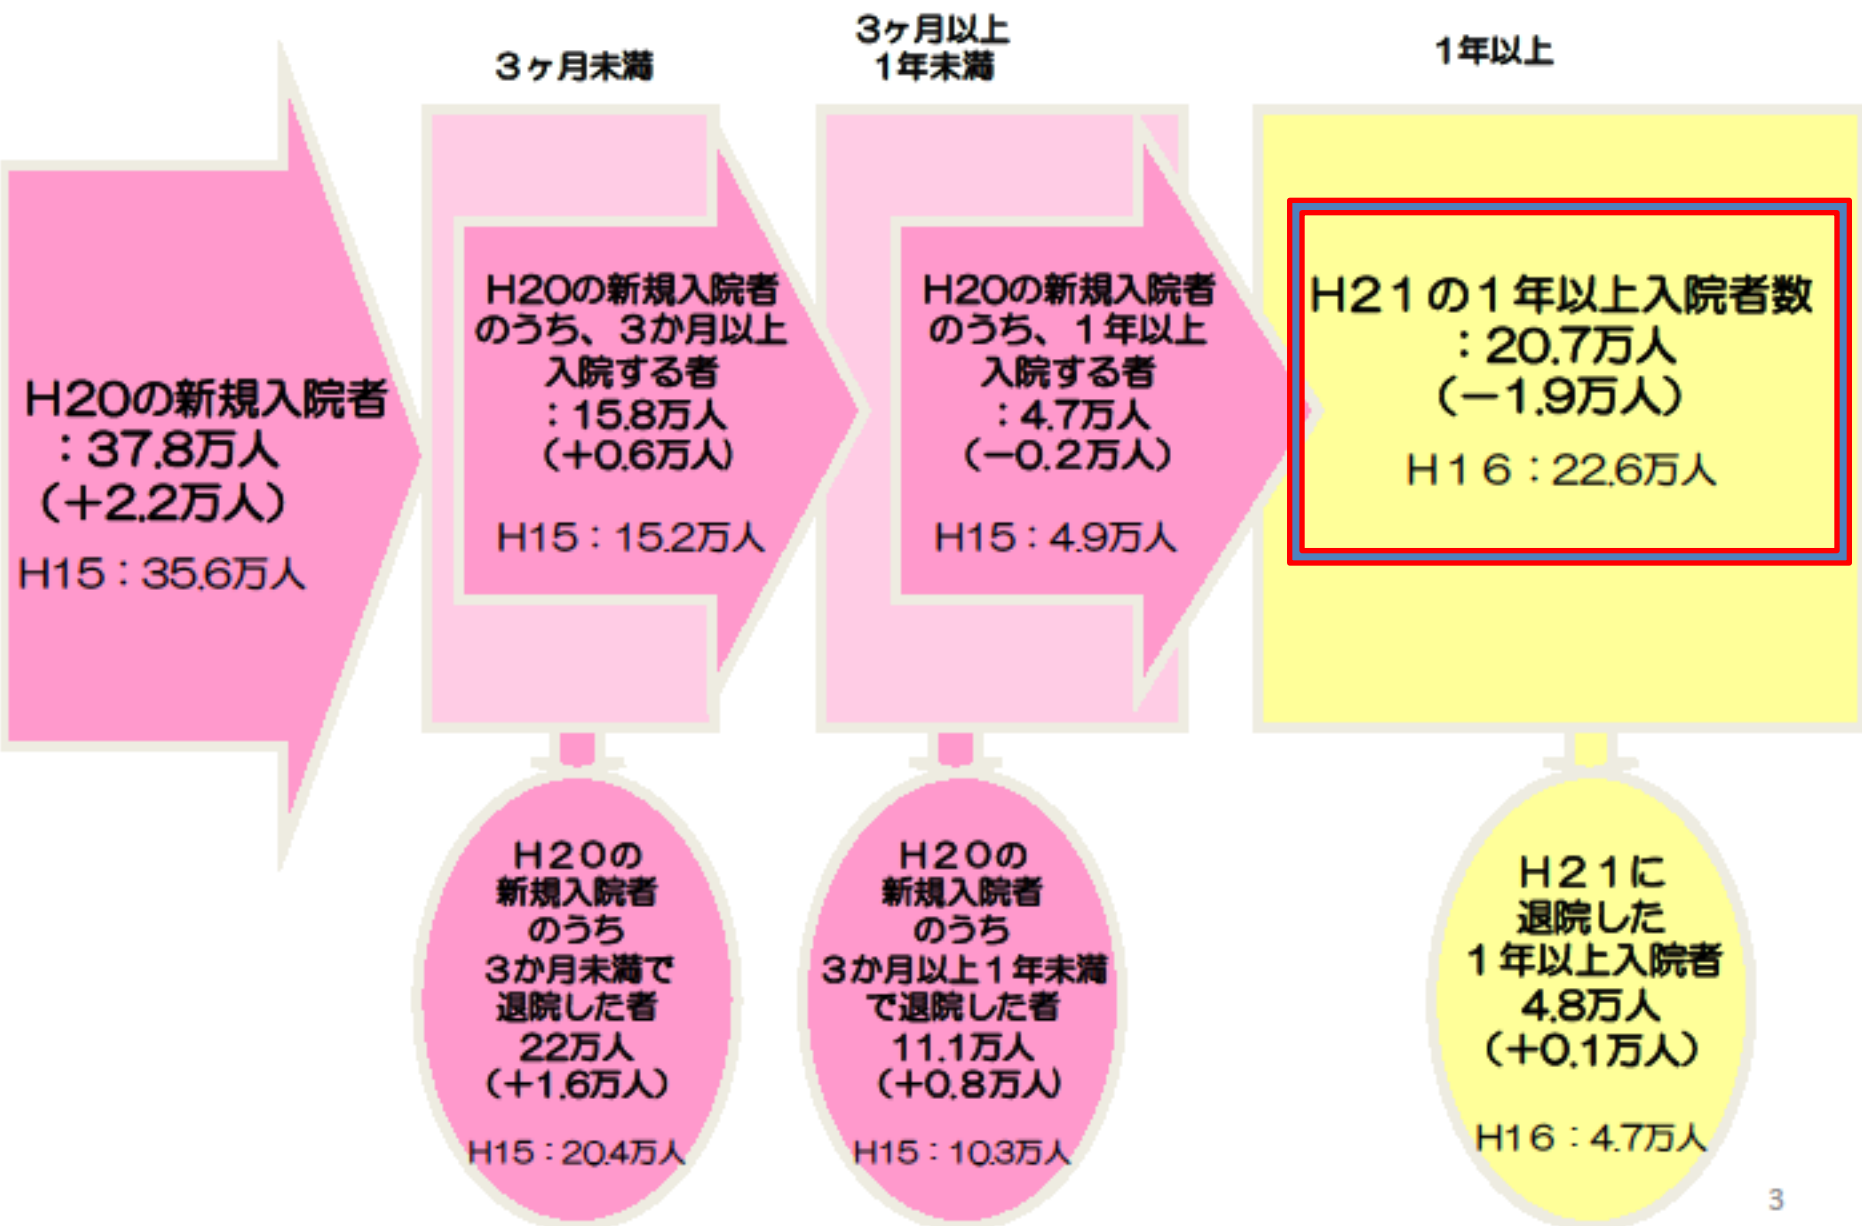 3ヶ月未満
3ヶ月以上
1年未満
1年以上
H20の新規入院者
：37.8万人
（＋2.2万人）
H15：35.6万人
H20の新規入院者
のうち、３か月以上
入院する者
：15.8万人
（＋0.6万人）
H15：15.2万人
H20の新規入院者
のうち、１年以上
入院する者
：4.7万人
（－0.2万人）
H15：4.9万人
H２１の１年以上入院者数
：20.7万人
（－1.9万人）
H１６：22.6万人
H２０の
新規入院者
のうち
３か月未満で
退院した者
22万人
（＋1.6万人）
H15：20.4万人
H２０の
新規入院者
のうち
３か月以上１年未満
で退院した者
11.1万人
（＋0.8万人）
H15：10.3万人
H２１に
退院した
１年以上入院者
4.8万人
（＋0.1万人）
H16：4.7万人
3